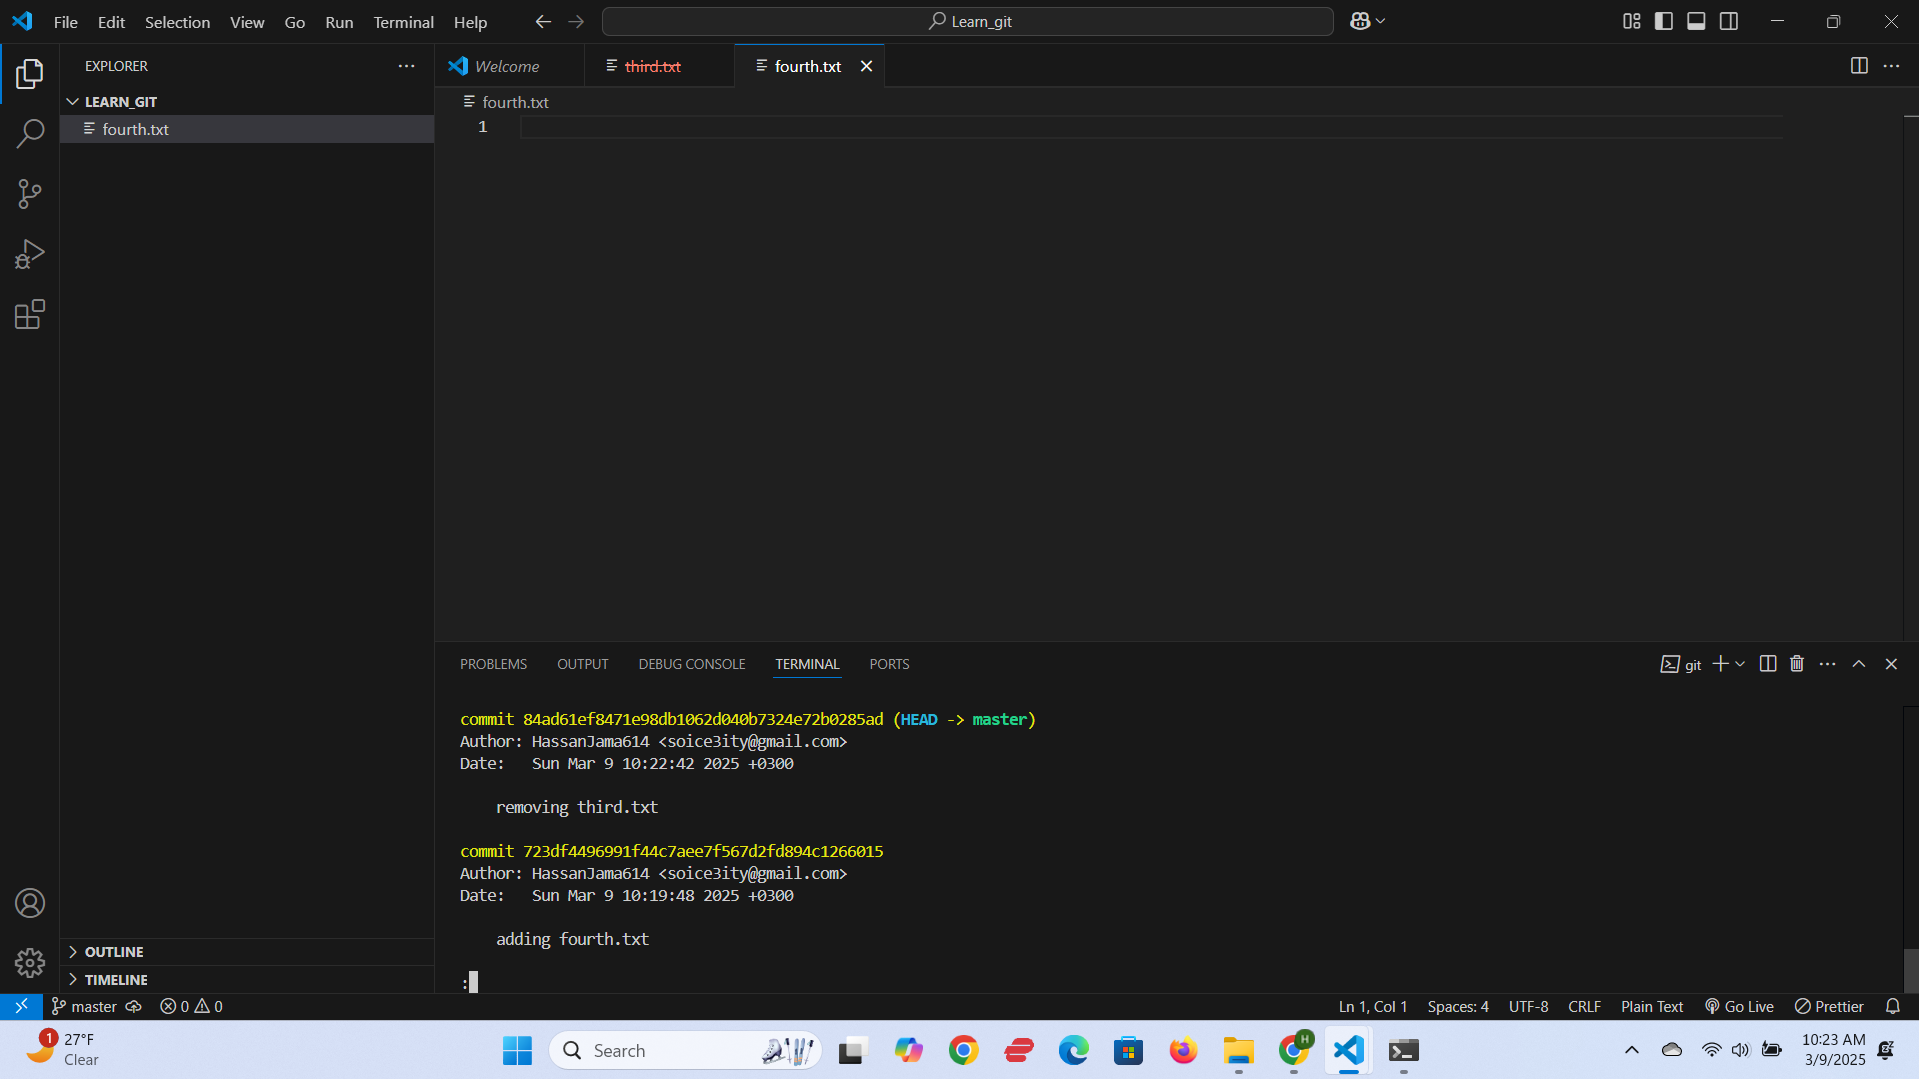 File Edit Selection View Go Run Terminal Help
Learn_git
EXPLORER
LEARN_GIT
fourth.txt
Welcome
third.txt
fourth.txt
fourth.txt
1
PROBLEMS OUTPUT DEBUG CONSOLE TERMINAL PORTS
git
commit 84ad61ef8471e98db1062d040b7324e72b0285ad (HEAD -> master)
Author: HassanJama614 <soice3ity@gmail.com>
Date:   Sun Mar 9 10:22:42 2025 +0300
removing third.txt
commit 723df4496991f44c7aee7f567d2fd894c1266015
Author: HassanJama614 <soice3ity@gmail.com>
Date:   Sun Mar 9 10:19:48 2025 +0300
adding fourth.txt
:
OUTLINE
TIMELINE
master 0 0 Ln 1, Col 1 Spaces: 4 UTF-8 CRLF Plain Text Go Live Prettier
1
27°F
Clear
Search
H
10:23 AM
3/9/2025